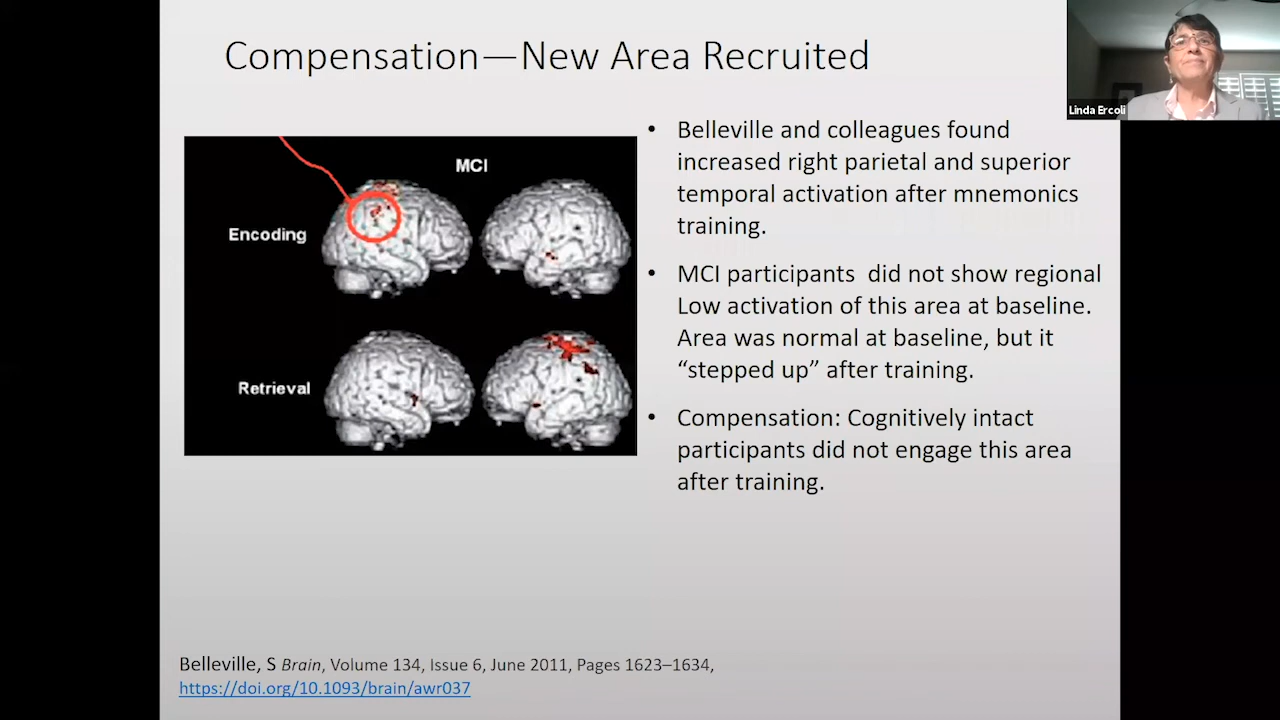 Compensation—New Area Recruited
Linda Ercoli
MCI
Encoding
Retrieval
• Belleville and colleagues found
increased right parietal and superior
temporal activation after mnemonics
training.
• MCI participants did not show regional
Low activation of this area at baseline.
Area was normal at baseline, but it
“stepped up” after training.
• Compensation: Cognitively intact
participants did not engage this area
after training.
Belleville, S Brain, Volume 134, Issue 6, June 2011, Pages 1623–1634,
https://doi.org/10.1093/brain/awr037